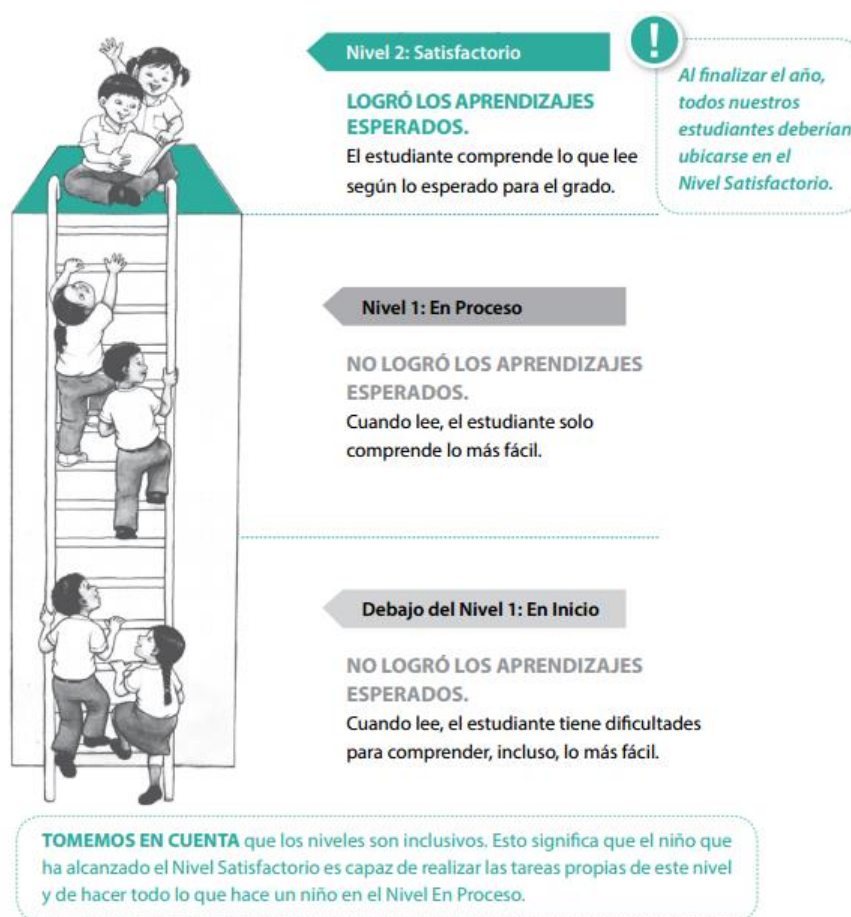 Nivel 2: Satisfactorio
LOGRÓ LOS APRENDIZAJES
ESPERADOS.
El estudiante comprende lo que lee
según lo esperado para el grado.
!
Al finalizar el año,
todos nuestros
estudiantes deberían
ubicarse en el
Nivel Satisfactorio.
Nivel 1: En Proceso
NO LOGRÓ LOS APRENDIZAJES
ESPERADOS.
Cuando lee, el estudiante solo
comprende lo más fácil.
Debajo del Nivel 1: En Inicio
NO LOGRÓ LOS APRENDIZAJES
ESPERADOS.
Cuando lee, el estudiante tiene dificultades
para comprender, incluso, lo más fácil.
TOMEMOS EN CUENTA que los niveles son inclusivos. Esto significa que el niño que
ha alcanzado el Nivel Satisfactorio es capaz de realizar las tareas propias de este nivel
y de hacer todo lo que hace un niño en el Nivel En Proceso.